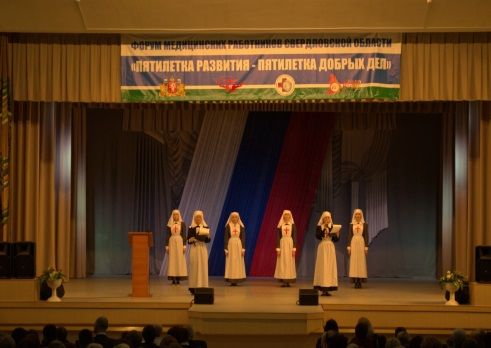 ФОРУМ МЕДИЦИНСКИХ РАБОТНИКОВ СВЕРДЛОВСКОЙ ОБЛАСТИ
«ПЯТИЛЕТКА РАЗВИТИЯ - ПЯТИЛЕТКА ДОБРЫХ ДЕЛ»